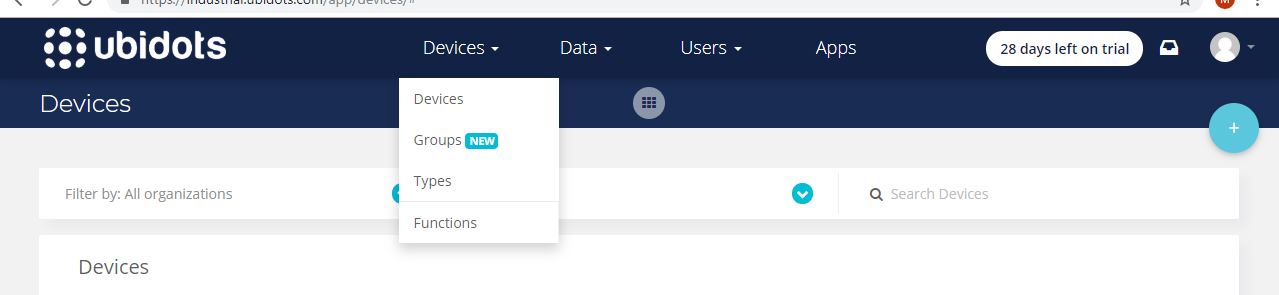 https://industrial.ubidots.com/app/devices/#
M
ubidots
Devices
Data
Users
Apps
28 days left on trial
Devices
Devices
Groups NEW
Types
Functions
+
Filter by: All organizations
Search Devices
Devices